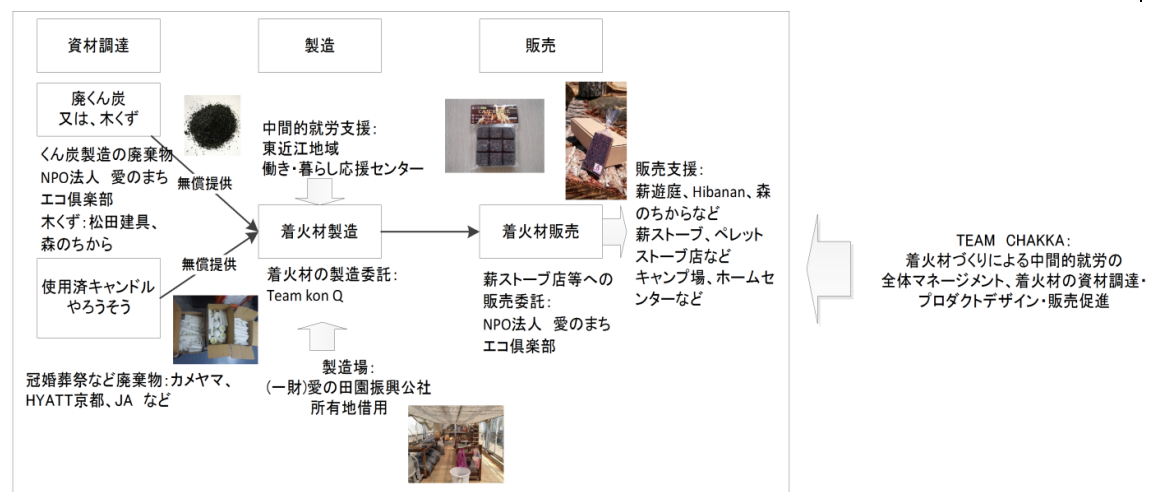 資材調達
製造
販売
廃くん炭
又は、木くず
くん炭製造の廃棄物
NPO法人　愛のまち
エコ倶楽部
木くず：松田建具、
森のちから
無償提供
無償提供
使用済キャンドル
やろうそう
冠婚葬祭など廃棄物：カメヤマ、
HYATT京都、JA　など
中間的就労支援：
東近江地域
働き・暮らし応援センター
着火材製造
着火材の製造委託：
Team kon Q
製造場：
(一財)愛の田園振興公社
所有地借用
着火材販売
薪ストーブ店等への
販売委託：
NPO法人　愛のまち
エコ倶楽部
販売支援：
薪遊庭、Hibanan、森
のちからなど
薪ストーブ、ペレット
ストーブ店など
キャンプ場、ホームセ
ンターなど
TEAM CHAKKA：
着火材づくりによる中間的就労の
全体マネージメント、着火材の資材調達・
プロダクトデザイン・販売促進